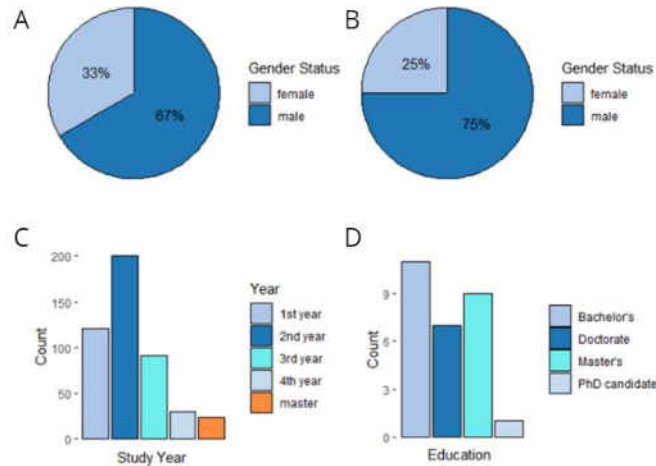 A
33%
67%
Gender Status
female
male
B
25%
75%
Gender Status
female
male
C
200
150
100
50
0
Count
Study Year
Year
1st year
2nd year
3rd year
4th year
master
D
9
6
3
0
Count
Education
Bachelor's
Doctorate
Master's
PhD candidate